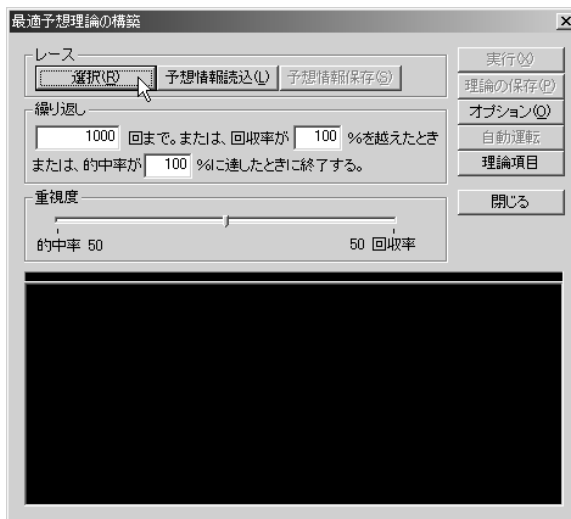 最適予想理論の構築
レース
選択(R) 予想情報読込(L) 予想情報保存(S)
実行(X)
理論の保存(P)
オプション(O)
自動運転
理論項目
閉じる
繰り返し
1000 回まで。または、回収率が 100 %を越えたとき
または、的中率が 100 %に達したときに終了する。
重視度
的中率 50 50 回収率